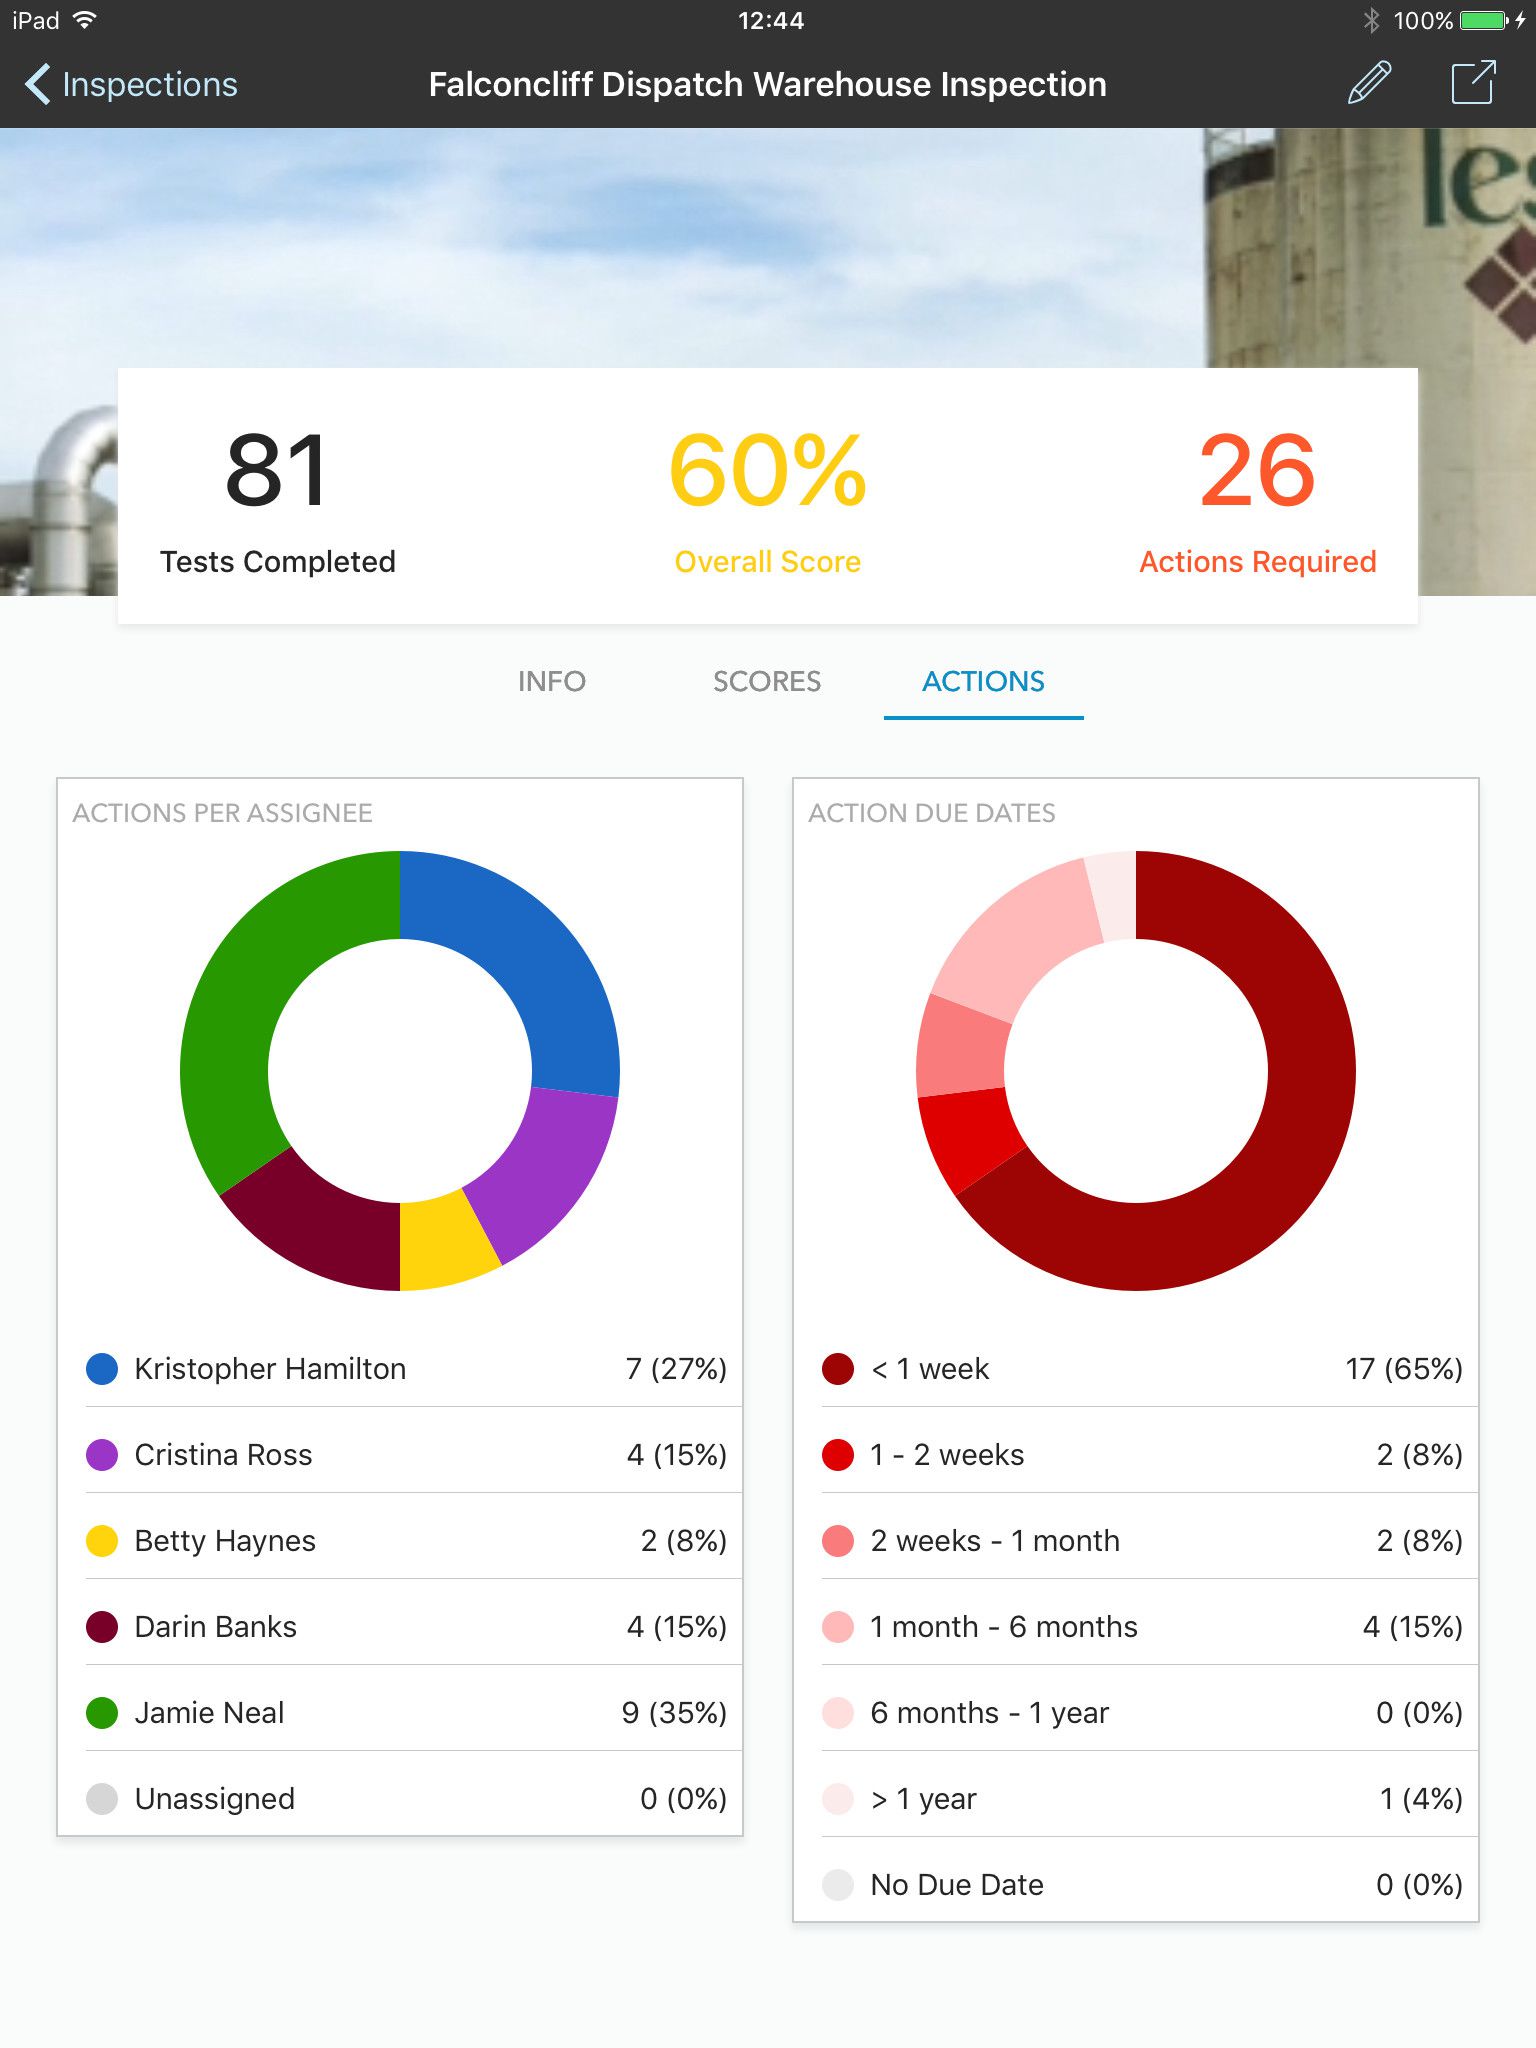 iPad 12:44 100%
Inspections Falconcliff Dispatch Warehouse Inspection
les
81 60% 26
Tests Completed Overall Score Actions Required
INFO SCORES ACTIONS
ACTIONS PER ASSIGNEE
Kristopher Hamilton 7 (27%)
Cristina Ross 4 (15%)
Betty Haynes 2 (8%)
Darin Banks 4 (15%)
Jamie Neal 9 (35%)
Unassigned 0 (0%)
ACTION DUE DATES
< 1 week 17 (65%)
1 - 2 weeks 2 (8%)
2 weeks - 1 month 2 (8%)
1 month - 6 months 4 (15%)
6 months - 1 year 0 (0%)
> 1 year 1 (4%)
No Due Date 0 (0%)